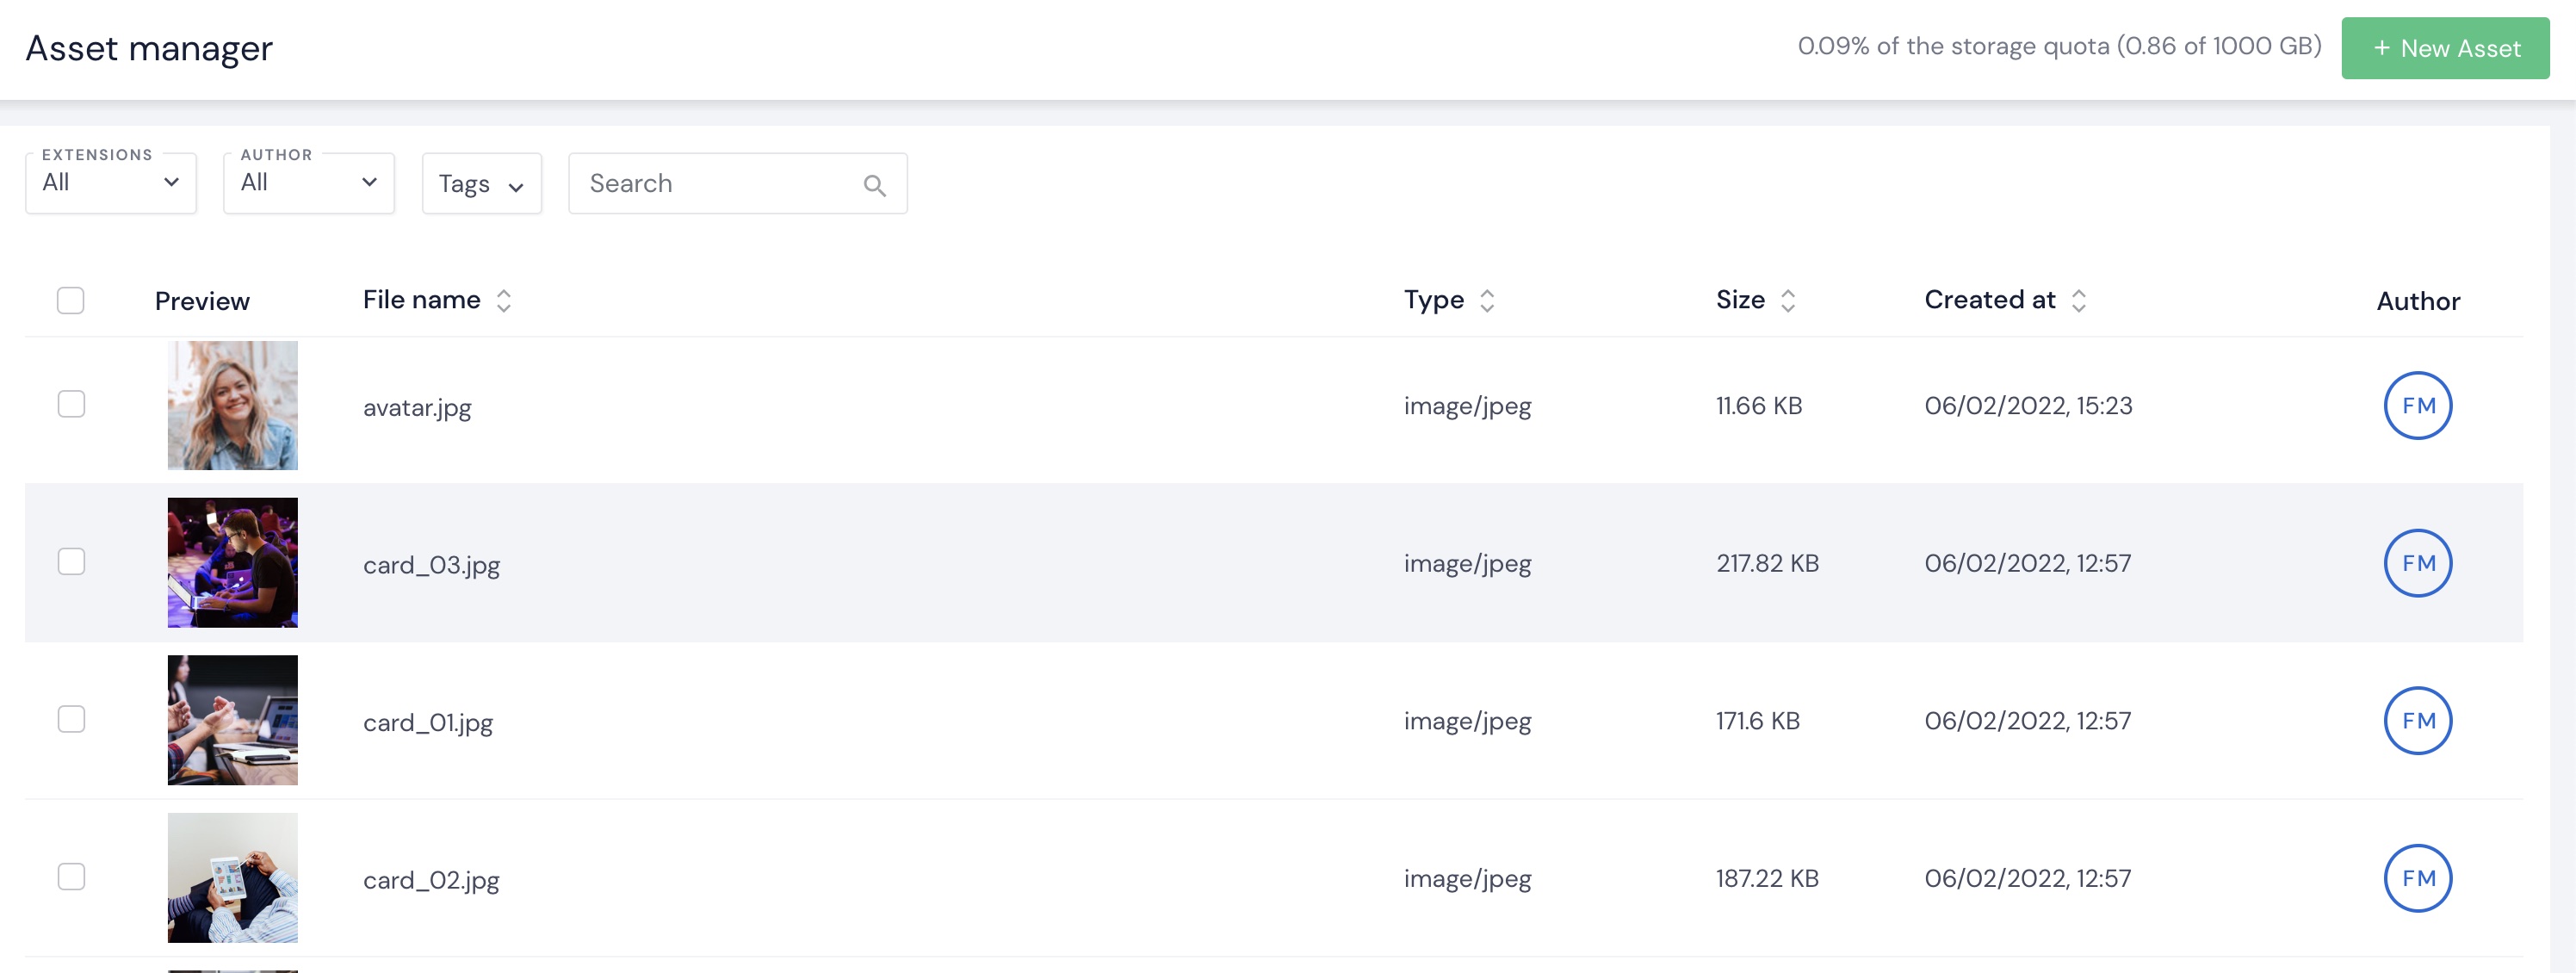 Asset manager
0.09% of the storage quota (0.86 of 1000 GB)
+ New Asset
EXTENSIONS
All
AUTHOR
All
Tags
Search
Preview File name Type Size Created at Author
avatar.jpg image/jpeg 11.66 KB 06/02/2022, 15:23 FM
card_03.jpg image/jpeg 217.82 KB 06/02/2022, 12:57 FM
card_01.jpg image/jpeg 171.6 KB 06/02/2022, 12:57 FM
card_02.jpg image/jpeg 187.22 KB 06/02/2022, 12:57 FM